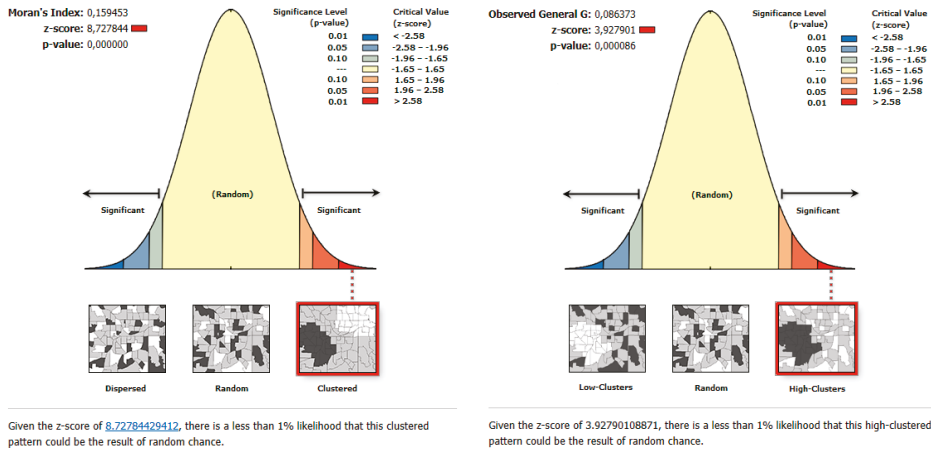 Moran's Index: 0,159453
z-score: 8,727844
p-value: 0,000000
Significance Level
(p-value)
Critical Value
(z-score)
0.01 < -2.58
0.05 -2.58 – -1.96
0.10 -1.96 – -1.65
--- -1.65 – 1.65
0.10 1.65 – 1.96
0.05 1.96 – 2.58
0.01 > 2.58
(Random)
Significant
Significant
Dispersed
Random
Clustered
Given the z-score of 8.72784429412, there is a less than 1% likelihood that this clustered
pattern could be the result of random chance.
Observed General G: 0,086373
z-score: 3,927901
p-value: 0,000086
Significance Level
(p-value)
Critical Value
(z-score)
0.01 < -2.58
0.05 -2.58 – -1.96
0.10 -1.96 – -1.65
--- -1.65 – 1.65
0.10 1.65 – 1.96
0.05 1.96 – 2.58
0.01 > 2.58
(Random)
Significant
Significant
Low-Clusters
Random
High-Clusters
Given the z-score of 3.92790108871, there is a less than 1% likelihood that this high-clustered
pattern could be the result of random chance.